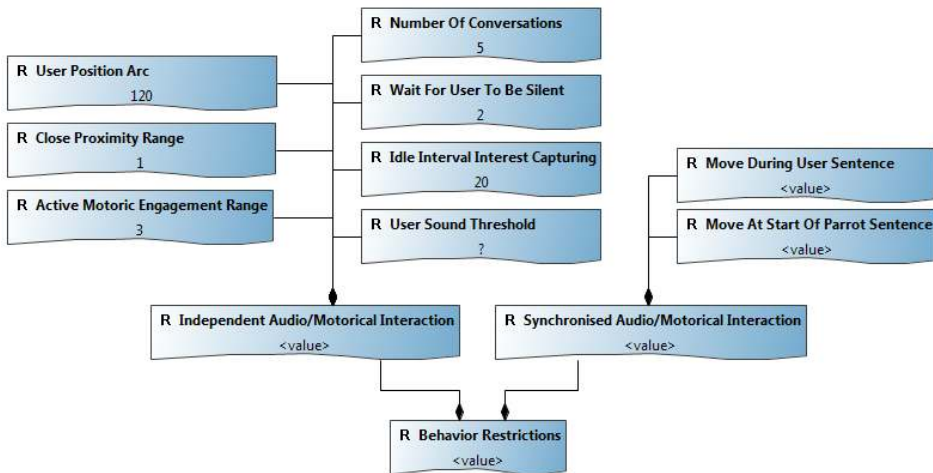 R Number Of Conversations
5
R User Position Arc
120
R Wait For User To Be Silent
2
R Close Proximity Range
1
R Idle Interval Interest Capturing
20
R Move During User Sentence
<value>
R Active Motoric Engagement Range
3
R User Sound Threshold
?
R Move At Start Of Parrot Sentence
<value>
R Independent Audio/Motorical Interaction
<value>
R Synchronised Audio/Motorical Interaction
<value>
R Behavior Restrictions
<value>